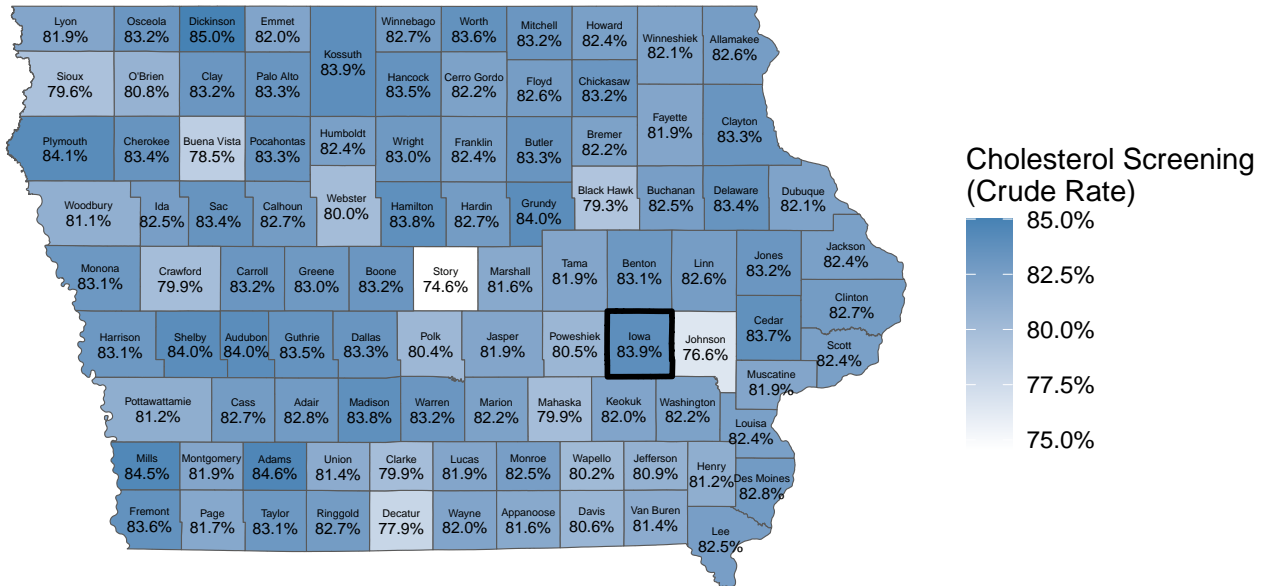 Lyon
81.9%
Osceola
83.2%
Dickinson
85.0%
Emmet
82.0%
Winnebago
82.7%
Worth
83.6%
Mitchell
83.2%
Howard
82.4%
Winneshiek
82.1%
Allamakee
82.6%
Kossuth
83.9%
Sioux
79.6%
O'Brien
80.8%
Clay
83.2%
Palo Alto
83.3%
Hancock
83.5%
Cerro Gordo
82.2%
Floyd
82.6%
Chickasaw
83.2%
Fayette
81.9%
Clayton
83.3%
Plymouth
84.1%
Cherokee
83.4%
Buena Vista
78.5%
Pocahontas
83.3%
Humboldt
82.4%
Wright
83.0%
Franklin
82.4%
Butler
83.3%
Bremer
82.2%
Woodbury
81.1%
Ida
82.5%
Sac
83.4%
Calhoun
82.7%
Webster
80.0%
Hamilton
83.8%
Hardin
82.7%
Grundy
84.0%
Black Hawk
79.3%
Buchanan
82.5%
Delaware
83.4%
Dubuque
82.1%
Monona
83.1%
Crawford
79.9%
Carroll
83.2%
Greene
83.0%
Boone
83.2%
Story
74.6%
Marshall
81.6%
Tama
81.9%
Benton
83.1%
Linn
82.6%
Jones
83.2%
Jackson
82.4%
Clinton
82.7%
Harrison
83.1%
Shelby
84.0%
Audubon
84.0%
Guthrie
83.5%
Dallas
83.3%
Polk
80.4%
Jasper
81.9%
Poweshiek
80.5%
Iowa
83.9%
Johnson
76.6%
Cedar
83.7%
Scott
82.4%
Muscatine
81.9%
Pottawattamie
81.2%
Cass
82.7%
Adair
82.8%
Madison
83.8%
Warren
83.2%
Marion
82.2%
Mahaska
79.9%
Keokuk
82.0%
Washington
82.2%
Louisa
82.4%
Mills
84.5%
Montgomery
81.9%
Adams
84.6%
Union
81.4%
Clarke
79.9%
Lucas
81.9%
Monroe
82.5%
Wapello
80.2%
Jefferson
80.9%
Henry
81.2%
Des Moines
82.8%
Fremont
83.6%
Page
81.7%
Taylor
83.1%
Ringgold
82.7%
Decatur
77.9%
Wayne
82.0%
Appanoose
81.6%
Davis
80.6%
Van Buren
81.4%
Lee
82.5%
Cholesterol Screening
(Crude Rate)
85.0%
82.5%
80.0%
77.5%
75.0%